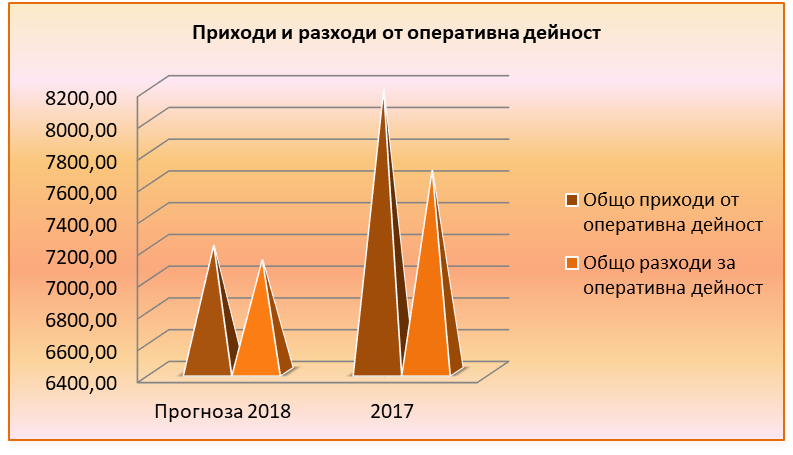 Приходи и разходи от оперативна дейност
8200,00
8000,00
7800,00
7600,00
7400,00
7200,00
7000,00
6800,00
6600,00
6400,00
Прогноза 2018
2017
Общо приходи от
оперативна дейност
Общо разходи за
оперативна дейност